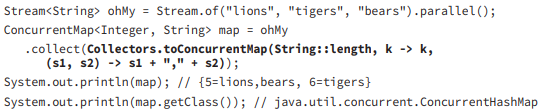 Stream<String> ohMy = Stream.of("lions", "tigers", "bears").parallel();
ConcurrentMap<Integer, String> map = ohMy
.collect(Collectors.toConcurrentMap(String::length, k -> k,
(s1, s2) -> s1 + "," + s2));
System.out.println(map); // {5=lions,bears, 6=tigers}
System.out.println(map.getClass()); // java.util.concurrent.ConcurrentHashMap